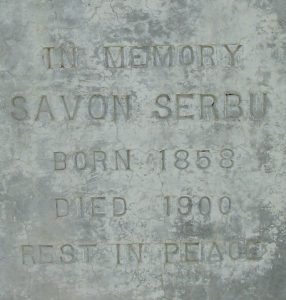 IN MEMORY
SAVON SERBU
BORN 1858
DIED 1900
REST IN PEACE